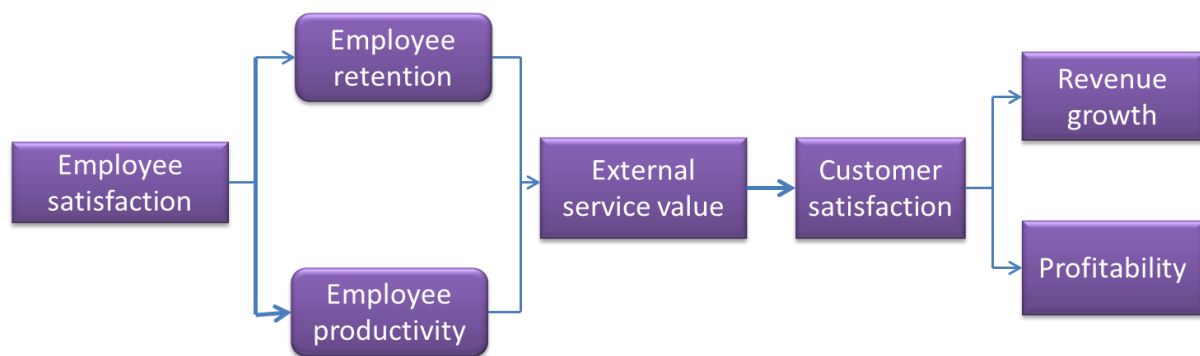 Employee
satisfaction
Employee
retention
Employee
productivity
External
service value
Customer
satisfaction
Revenue
growth
Profitability